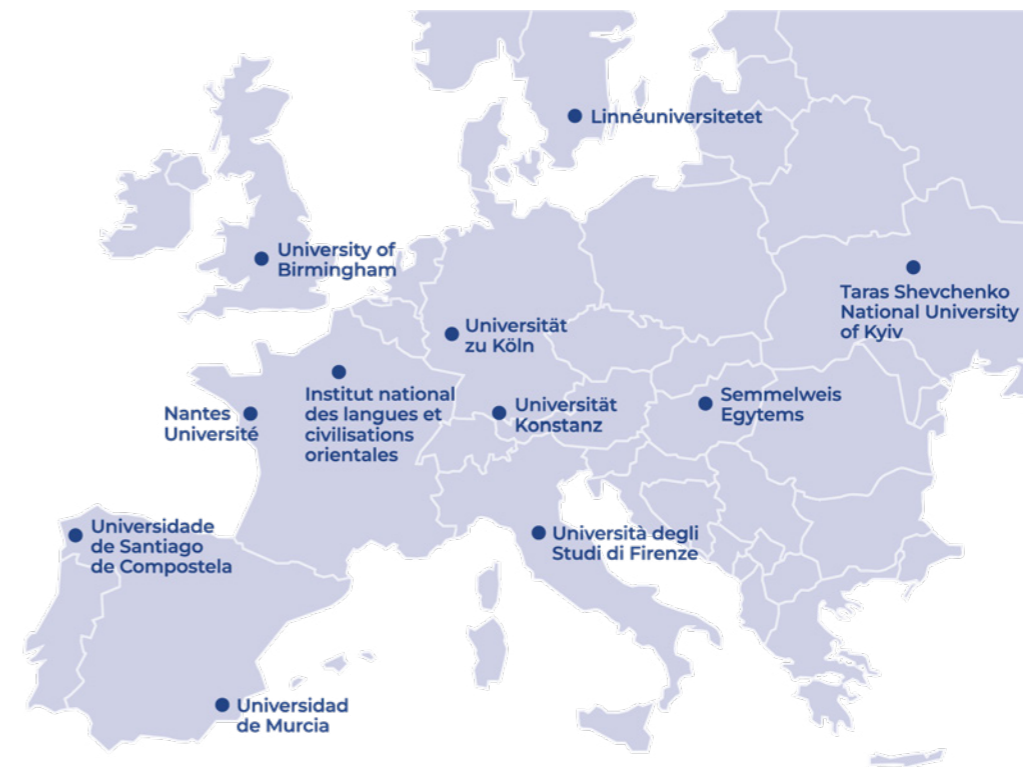 Linnéuniversitetet
University of
Birmingham
Taras Shevchenko
National University
of Kyiv
Universität
zu Köln
Institut national
des langues et
civilisations
orientales
Universität
Konstanz
Semmelweis
Egytems
Nantes
Université
Universidade
de Santiago
de Compostela
Università degli
Studi di Firenze
Universidad
de Murcia